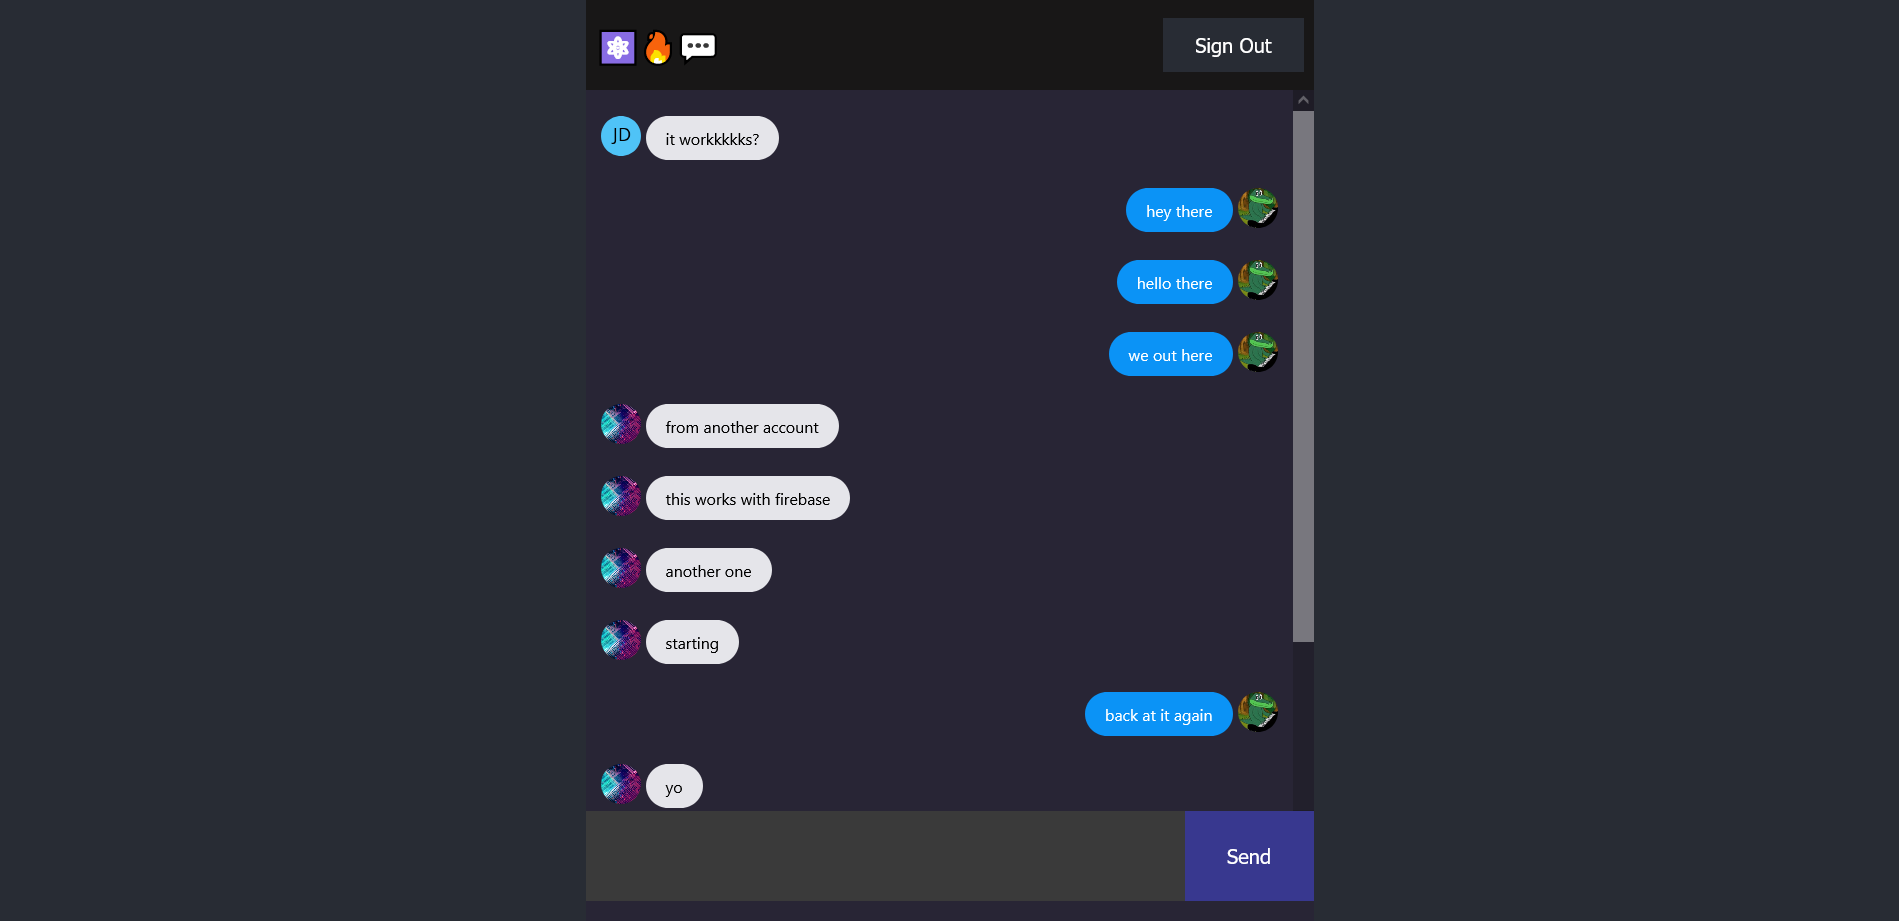 Sign Out
JD
it workkkkks?
hey there
hello there
we out here
from another account
this works with firebase
another one
starting
back at it again
yo
Send